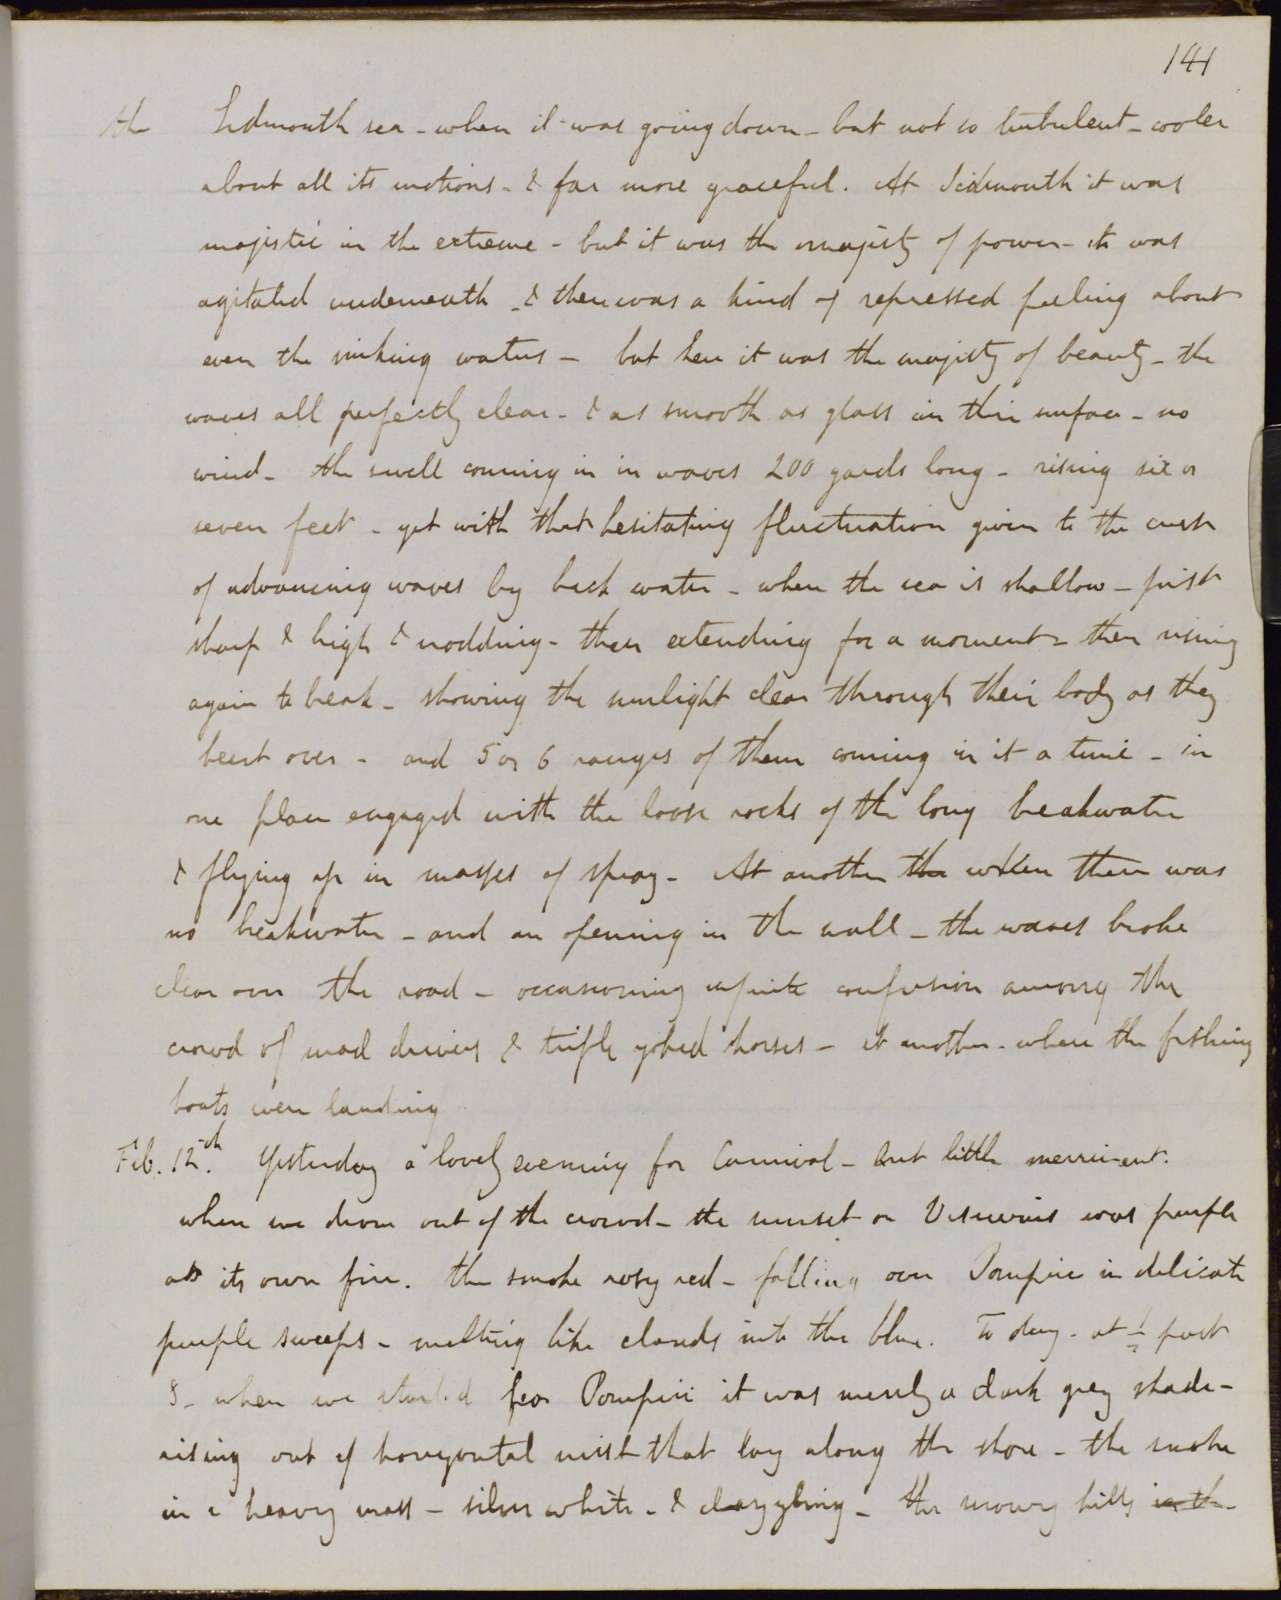 141
the Sidmouth sea - when it was going down - but not so turbulent - cooler
about all its motions - & far more graceful. At Sidmouth it was
majestic in the extreme - but it was the majesty of power - it was
agitated underneath - & there was a kind of repressed feeling about
even the sinking waters - but here it was the majesty of beauty - the
waves all perfectly clear - & as smooth as glass in their surface - no
wind - the swell coming in in waves 200 yards long - rising six or
seven feet - yet with that hesitating fluctuation given to the crest
of advancing waves by back water - when the sea is shallow - first
sharp & high & nodding - then extending for a moment - then rising
again to break - showing the sunlight clear through their body as they
bent over - and 5 or 6 ranges of them coming in at a time - in
one place engaged with the loose rocks of the long breakwater
& flying up in masses of spray - At another the where there was
no breakwater - and an opening in the wall - the waves broke
clear over the road - occasioning infinite confusion among the
crowd of mad drivers & triple yoked horses - at another - where the fishing
boats were landing
Feb. 12th. Yesterday a lovely evening for Carnival - but little merriment.
when we drove out of the crowd - the sunset on Vesuvius was purple
as its own fire. the smoke rosy red - falling over Pompeii in delicate
purple sweeps - melting like clouds into the blue. To day - at ½ past
8 - when we started for Pompeii it was merely a dark grey shade -
rising out of horizontal mist that lay along the shore - the smoke
in a heavy mass - silver white - & dazzling - the snowy hills in the